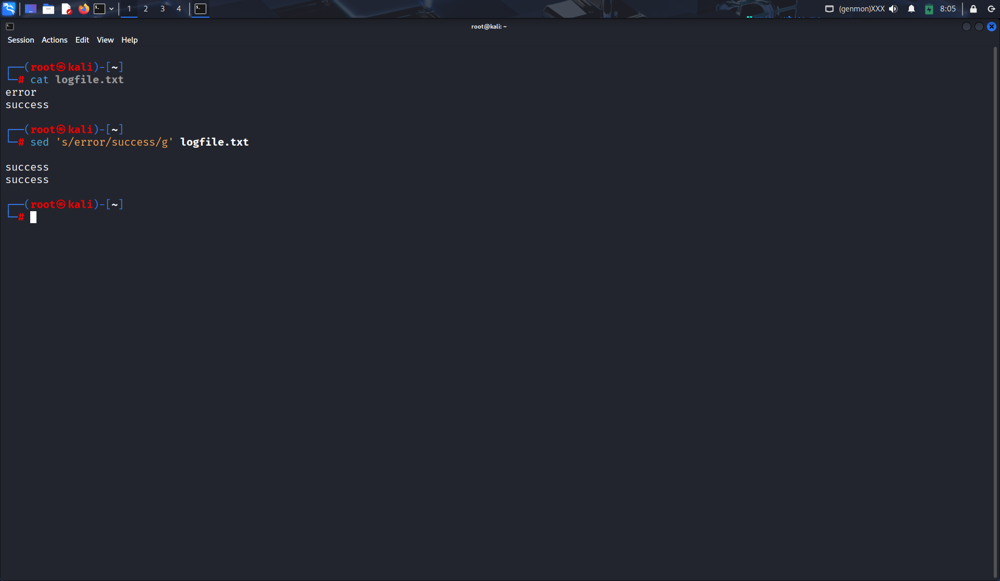 1 2 3 4 (genmon)XXX 8:05
root@kali: ~
Session Actions Edit View Help
┌──(root㉿kali)-[~]
└─# cat logfile.txt
error
success
┌──(root㉿kali)-[~]
└─# sed 's/error/success/g' logfile.txt
success
success
┌──(root㉿kali)-[~]
└─#